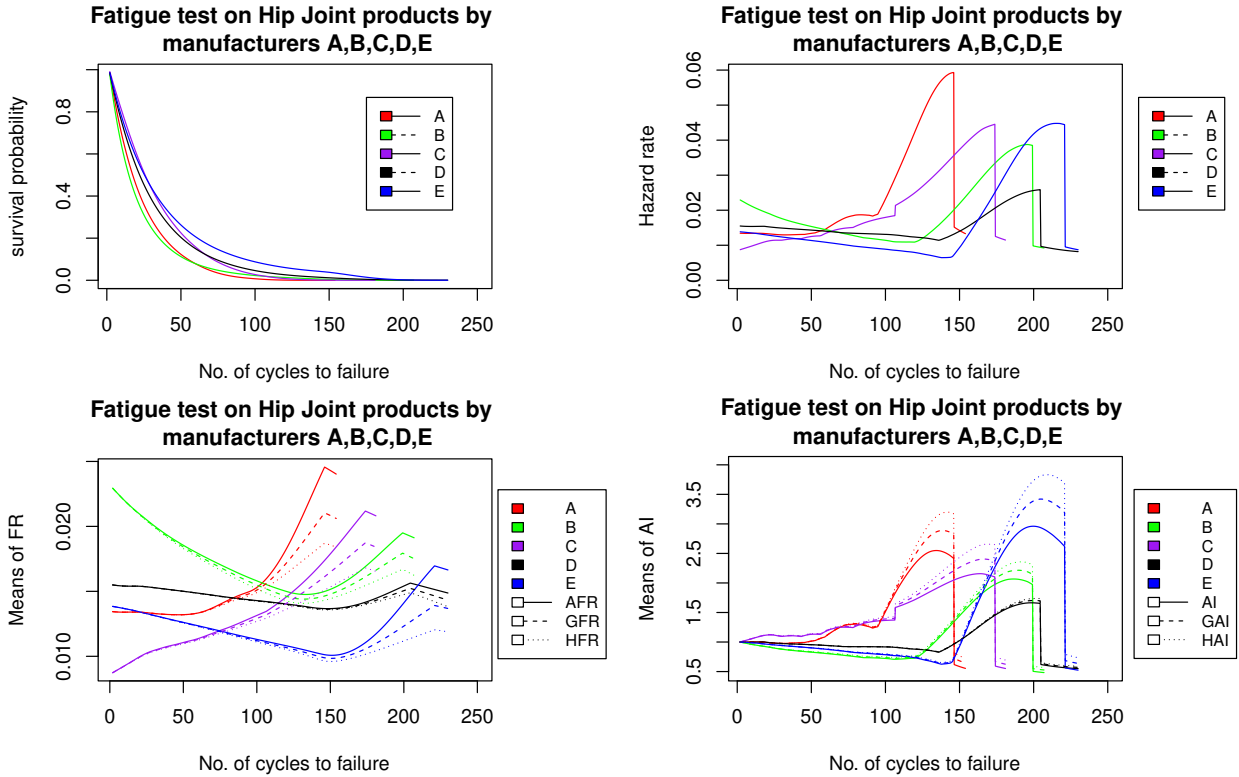 Fatigue test on Hip Joint products by
manufacturers A,B,C,D,E
survival probability
0.8
0.4
0.0
A
B
C
D
E
0 50 100 150 200 250
No. of cycles to failure
Fatigue test on Hip Joint products by
manufacturers A,B,C,D,E
Hazard rate
0.06
0.04
0.02
0.00
A
B
C
D
E
0 50 100 150 200 250
No. of cycles to failure
Fatigue test on Hip Joint products by
manufacturers A,B,C,D,E
Means of FR
0.020
0.010
A
B
C
D
E
AFR
GFR
HFR
0 50 100 150 200 250
No. of cycles to failure
Fatigue test on Hip Joint products by
manufacturers A,B,C,D,E
Means of AI
3.5
2.5
1.5
0.5
A
B
C
D
E
AI
GAI
HAI
0 50 100 150 200 250
No. of cycles to failure